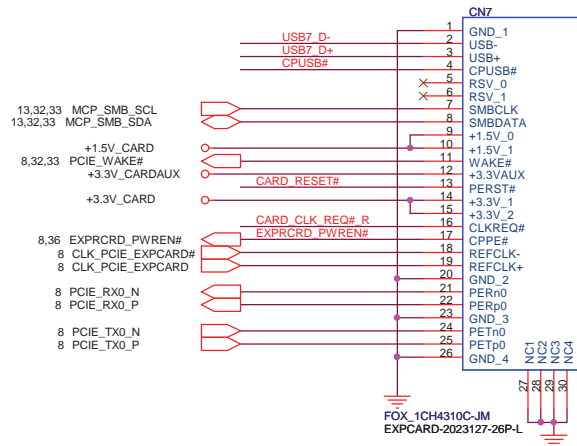 CN7
1 GND_1
USB7_D- 2 USB-
USB7_D+ 3 USB+
CPUSB# 4 CPUSB#
5 RSV_0
6 RSV_1
13,32,33 MCP_SMB_SCL 7 SMBCLK
13,32,33 MCP_SMB_SDA 8 SMBDATA
9 +1.5V_0
+1.5V_CARD 10 +1.5V_1
8,32,33 PCIE_WAKE# 11 WAKE#
+3.3V_CARDAUX 12 +3.3VAUX
CARD_RESET# 13 PERST#
+3.3V_CARD 14 +3.3V_1
15 +3.3V_2
CARD_CLK_REQ#_R 16 CLKREQ#
8,36 EXPRCRD_PWREN# EXPRCRD_PWREN# 17 CPPE#
8 CLK_PCIE_EXPCARD# 18 REFCLK-
8 CLK_PCIE_EXPCARD 19 REFCLK+
20 GND_2
8 PCIE_RX0_N 21 PERn0
8 PCIE_RX0_P 22 PERp0
23 GND_3
8 PCIE_TX0_N 24 PETn0
8 PCIE_TX0_P 25 PETp0
26 GND_4
NC1 NC2 NC3 NC4
27 28 29 30
FOX_1CH4310C-JM
EXPCARD-2023127-26P-L